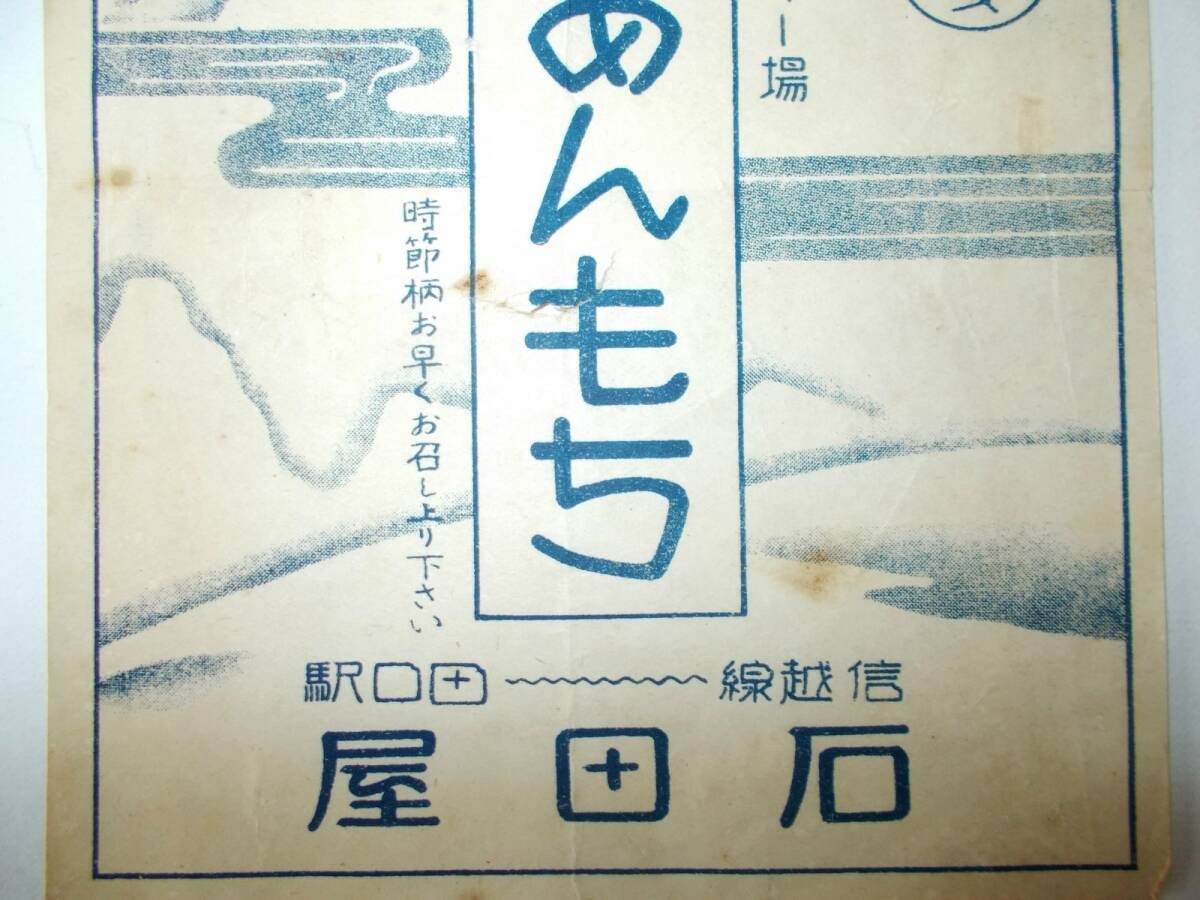 ー場
あんもち
時節柄お早くお召し上り下さい
信越線〜〜〜田口駅
石田屋